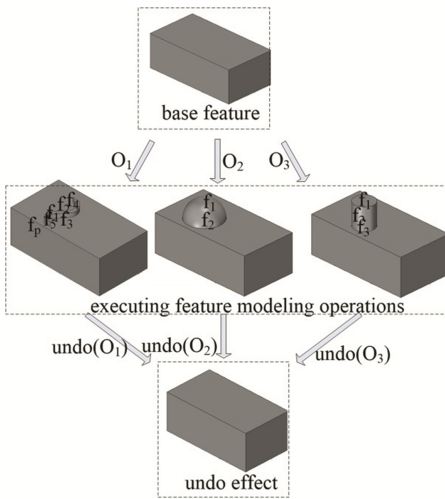 base feature
O1 O2 O3
f4
f1
f5 f3
fp
f1
f2
f1
f3
executing feature modeling operations
undo(O1) undo(O2) undo(O3)
undo effect